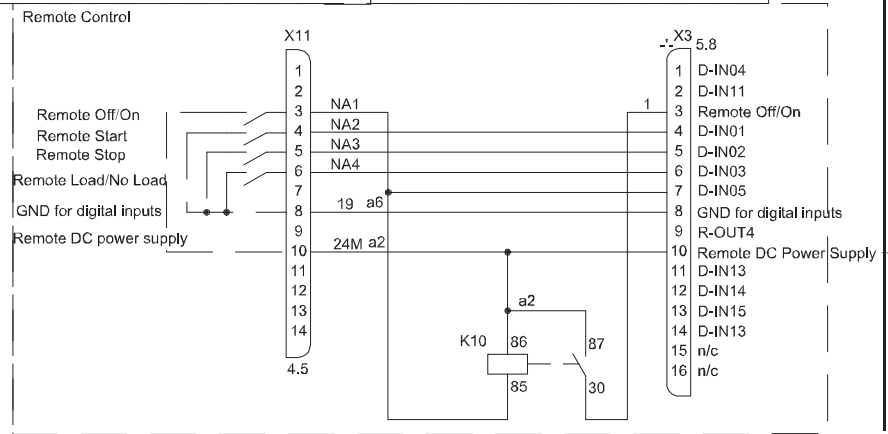 Remote Control
X11
X3
5.8
1
2
3
4
5
6
7
8
9
10
11
12
13
14
4.5
Remote Off/On
Remote Start
Remote Stop
Remote Load/No Load
GND for digital inputs
Remote DC power supply
NA1
NA2
NA3
NA4
19 a6
24M a2
1
a2
K10
86
85
87
30
1 D-IN04
2 D-IN11
3 Remote Off/On
4 D-IN01
5 D-IN02
6 D-IN03
7 D-IN05
8 GND for digital inputs
9 R-OUT4
10 Remote DC Power Supply
11 D-IN13
12 D-IN14
13 D-IN15
14 D-IN13
15 n/c
16 n/c